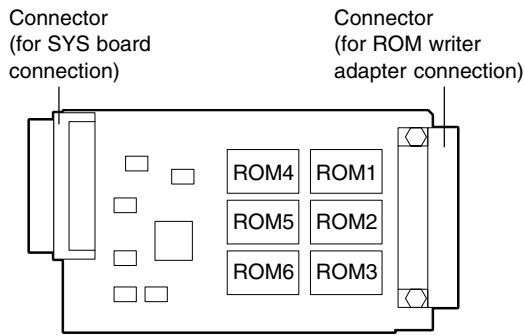 Connector
(for SYS board
connection)
Connector
(for ROM writer
adapter connection)
ROM4 ROM1
ROM5 ROM2
ROM6 ROM3